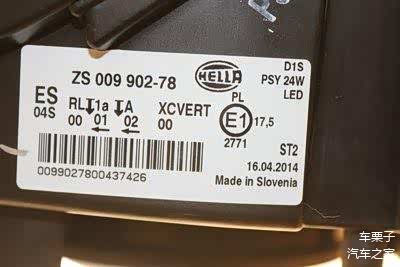 ZS 009 902-78
HELLA
D1S
PSY 24W
LED
ES
04S
RL 1a A
00 01 02
XCVERT
00
PL
E1 17,5
2771
ST2
16.04.2014
Made in Slovenia
0099027800437426
车栗子
汽车之家